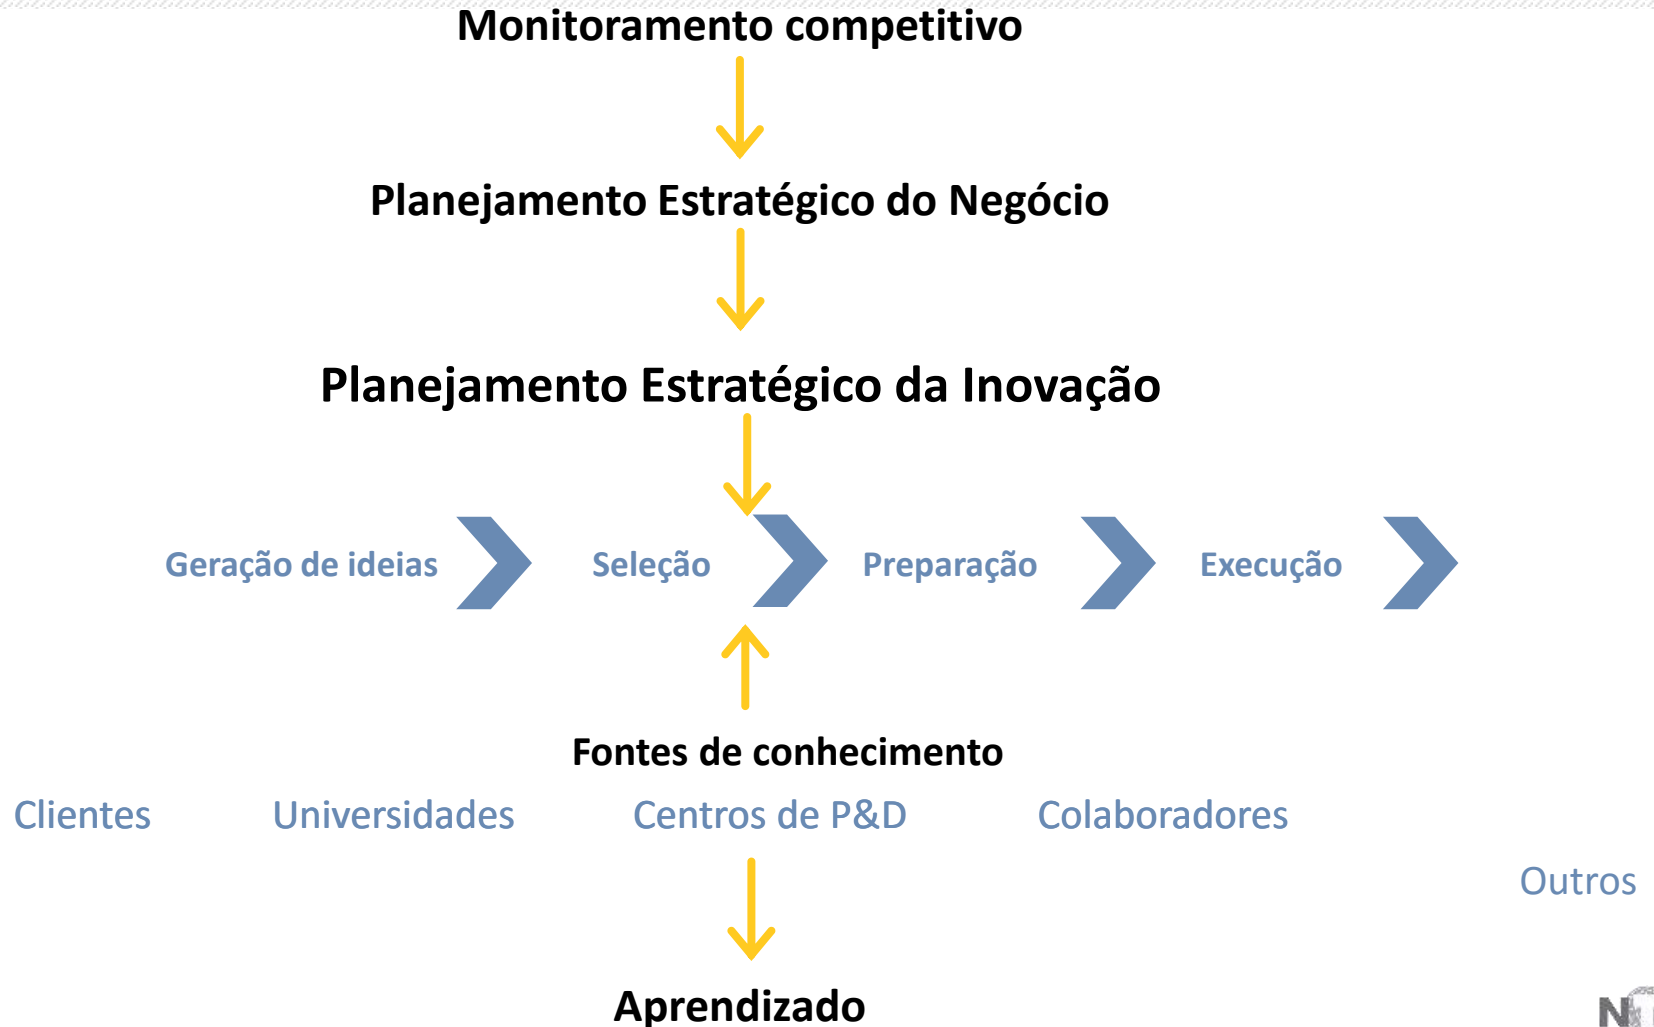 Monitoramento competitivo
Planejamento Estratégico do Negócio
Planejamento Estratégico da Inovação
Geração de ideias Seleção Preparação Execução
Fontes de conhecimento
Clientes Universidades Centros de P&D Colaboradores
Outros
Aprendizado